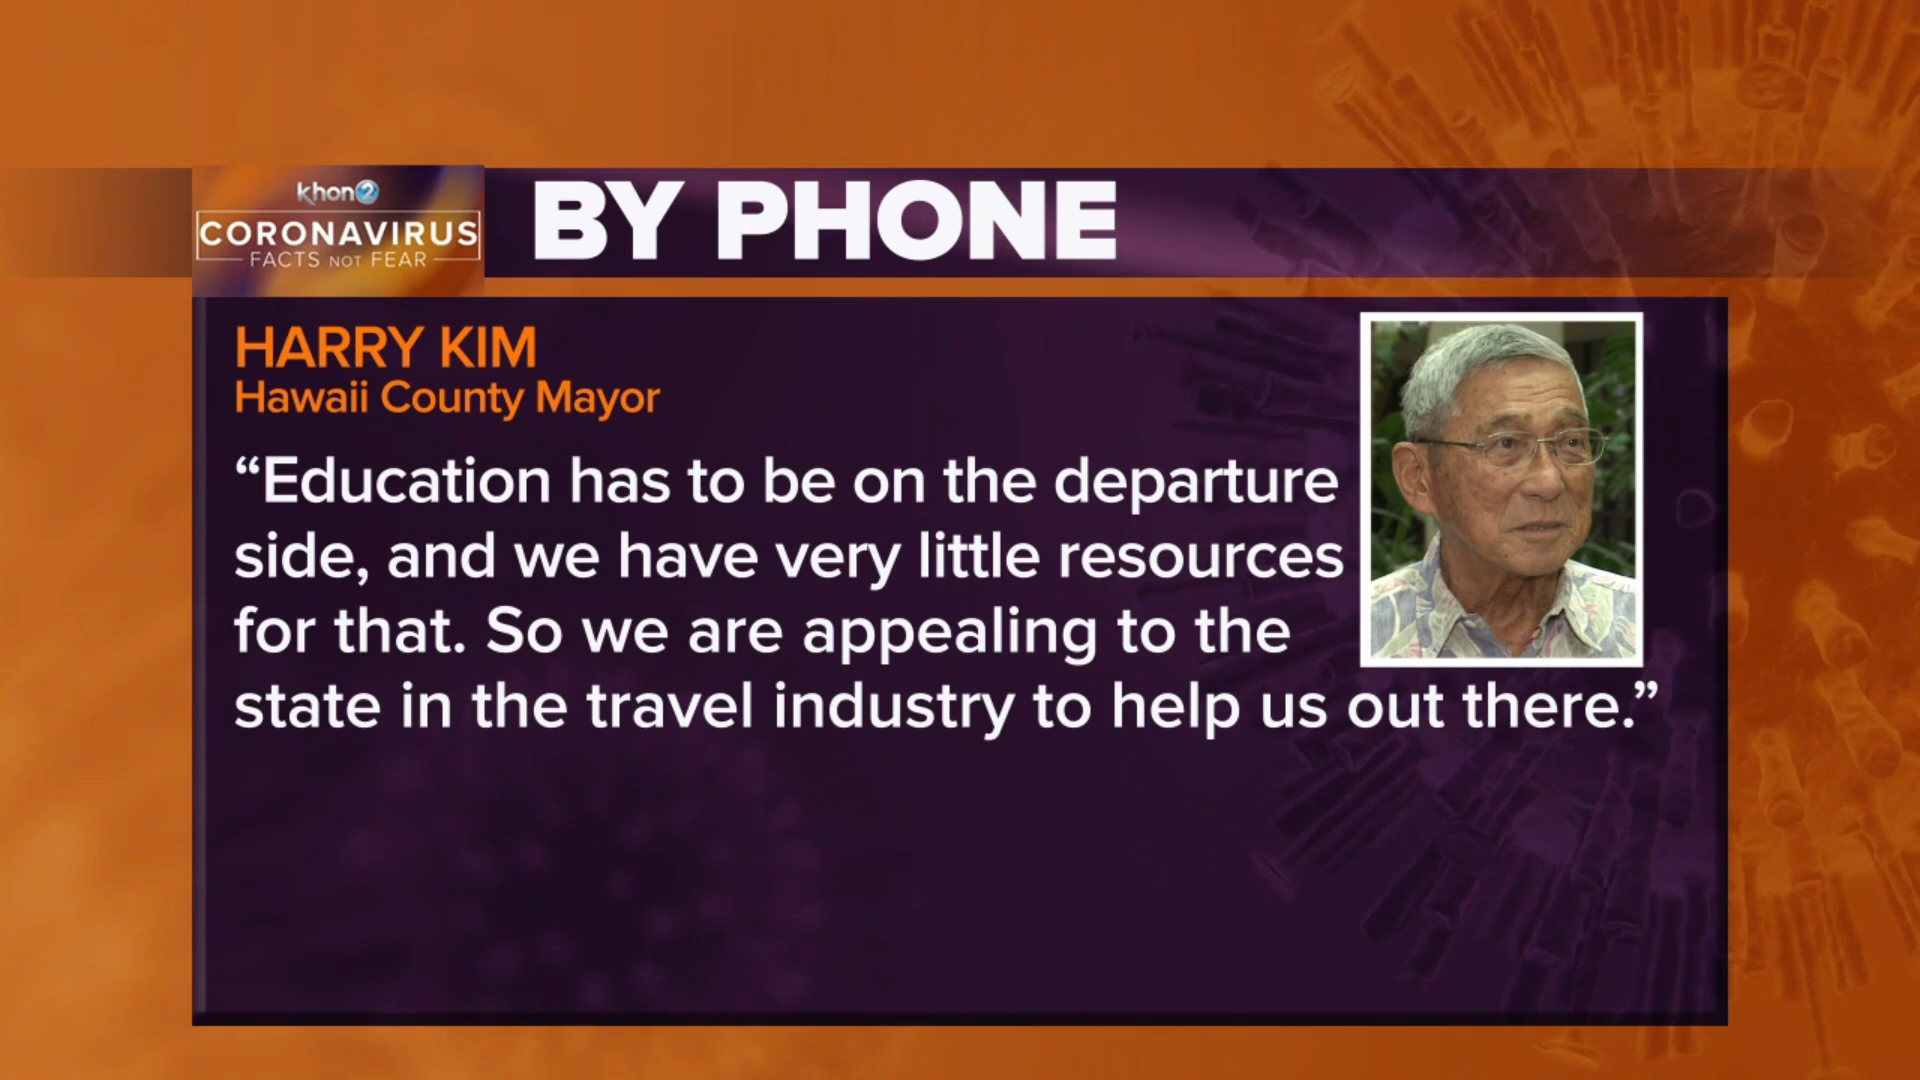 khon2
CORONAVIRUS
FACTS NOT FEAR
BY PHONE
HARRY KIM
Hawaii County Mayor
“Education has to be on the departure
side, and we have very little resources
for that. So we are appealing to the
state in the travel industry to help us out there.”